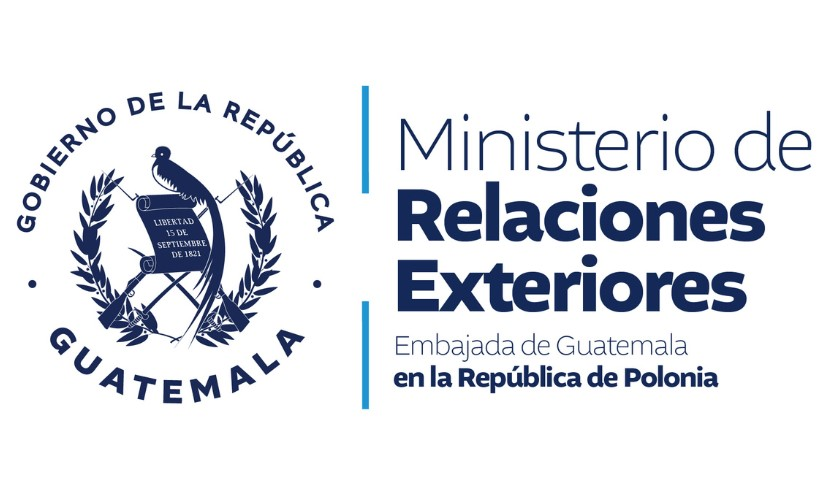 GOBIERNO DE LA REPÚBLICA
GUATEMALA
LIBERTAD
15 DE
SEPTIEMBRE
DE 1821
Ministerio de
Relaciones
Exteriores
Embajada de Guatemala
en la República de Polonia